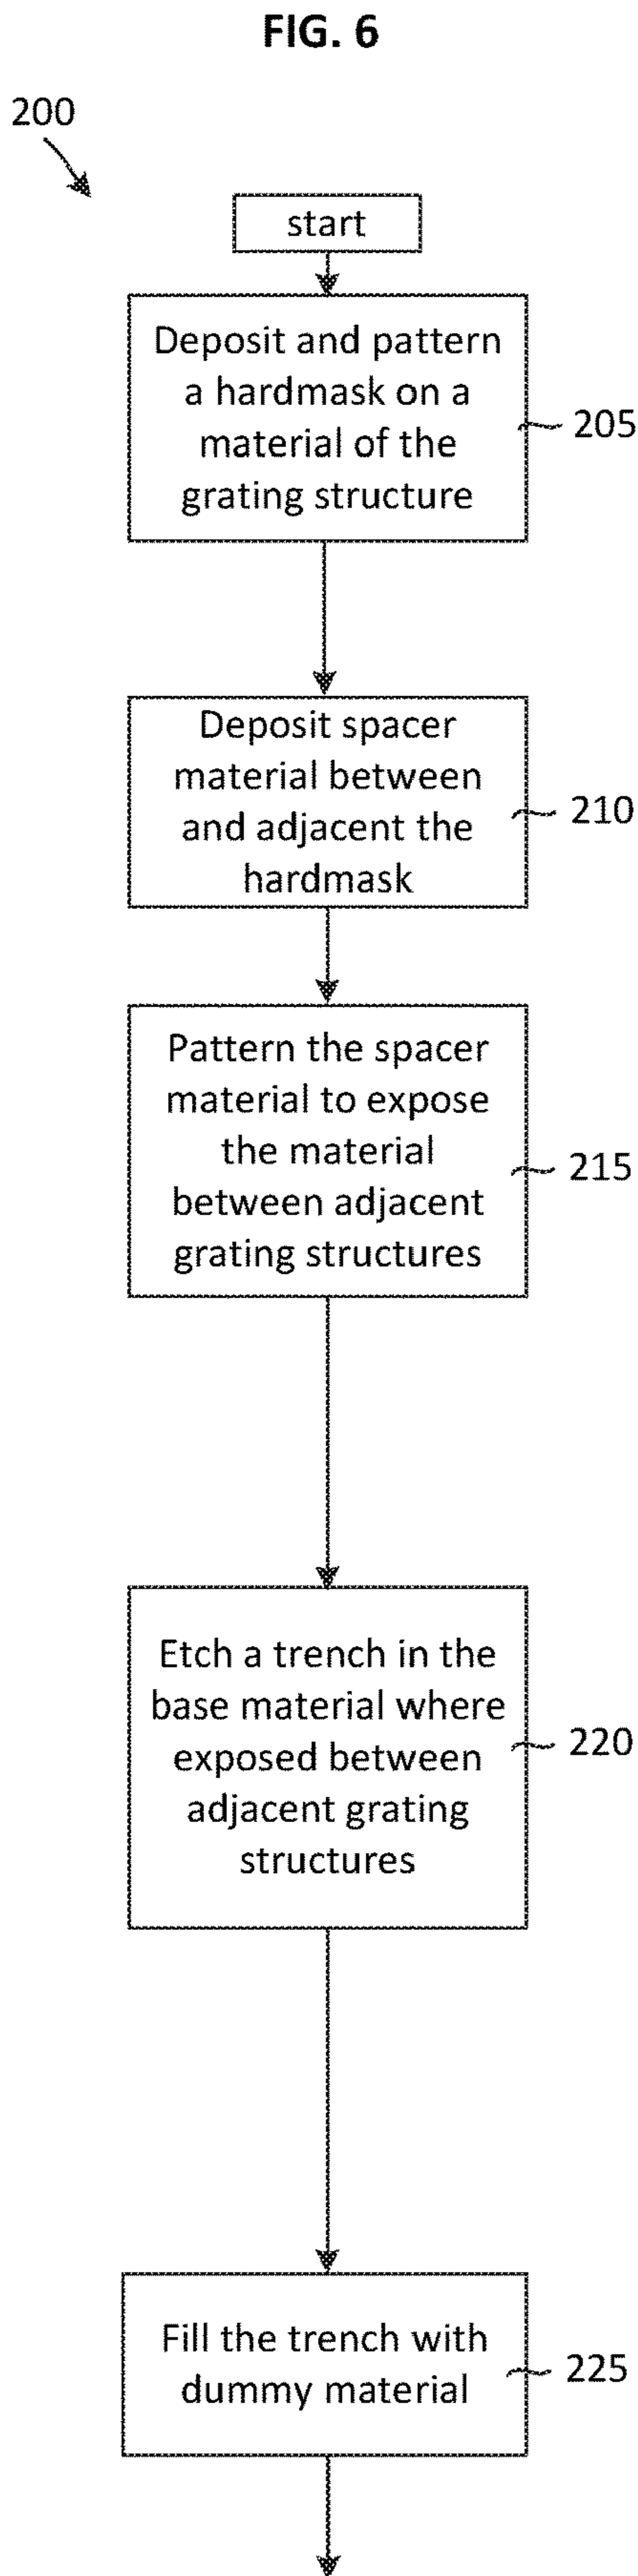 FIG. 6
200
start
Deposit and pattern
a hardmask on a
material of the
grating structure
205
Deposit spacer
material between
and adjacent the
hardmask
210
Pattern the spacer
material to expose
the material
between adjacent
grating structures
215
Etch a trench in the
base material where
exposed between
adjacent grating
structures
220
Fill the trench with
dummy material
225